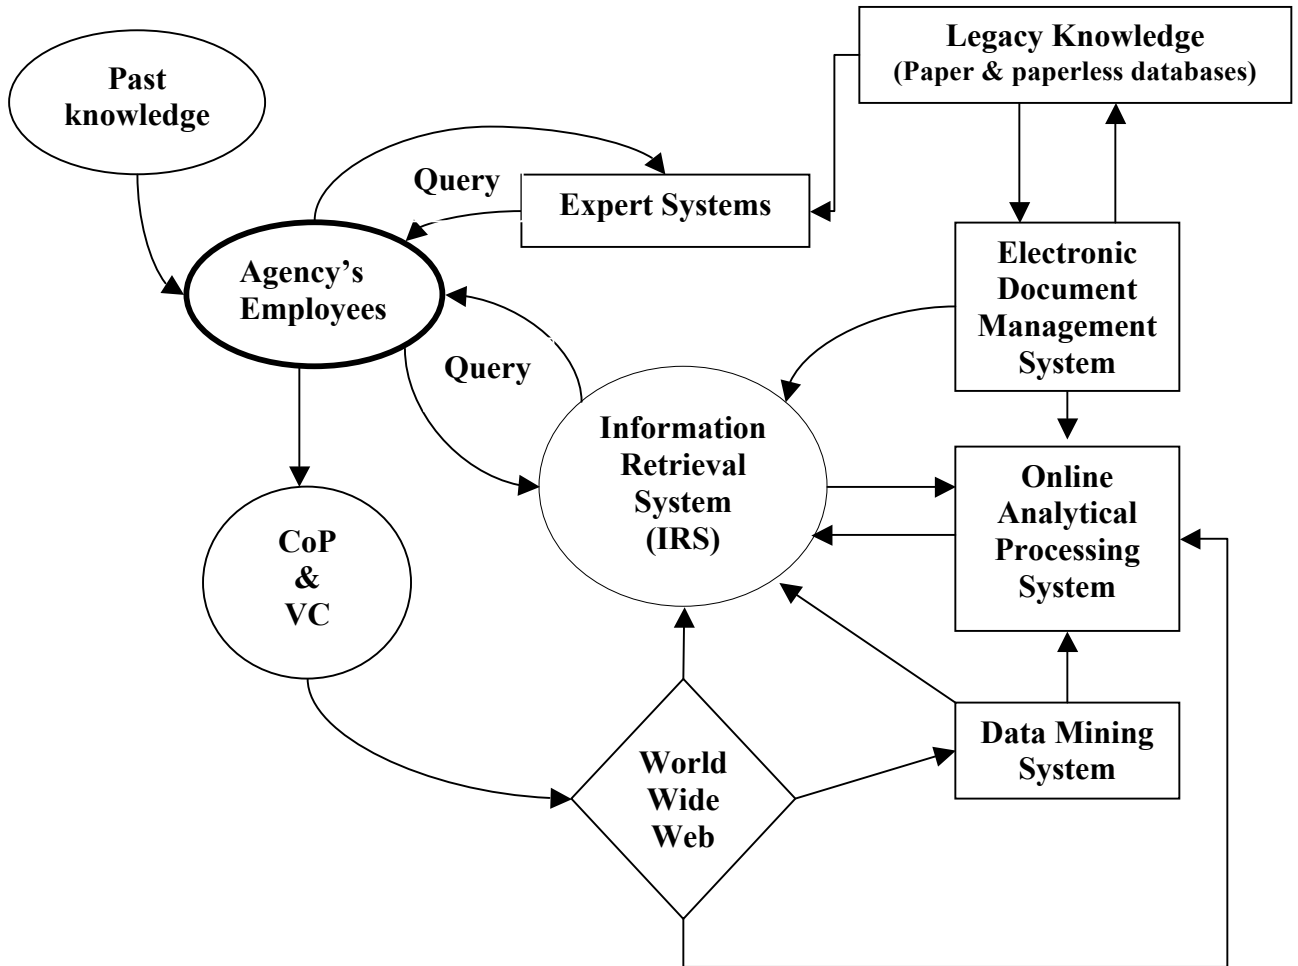 Legacy Knowledge
(Paper & paperless databases)
Past
knowledge
Query
Expert Systems
Agency’s
Employees
Electronic
Document
Management
System
Query
Information
Retrieval
System
(IRS)
Online
Analytical
Processing
System
CoP
&
VC
World
Wide
Web
Data Mining
System